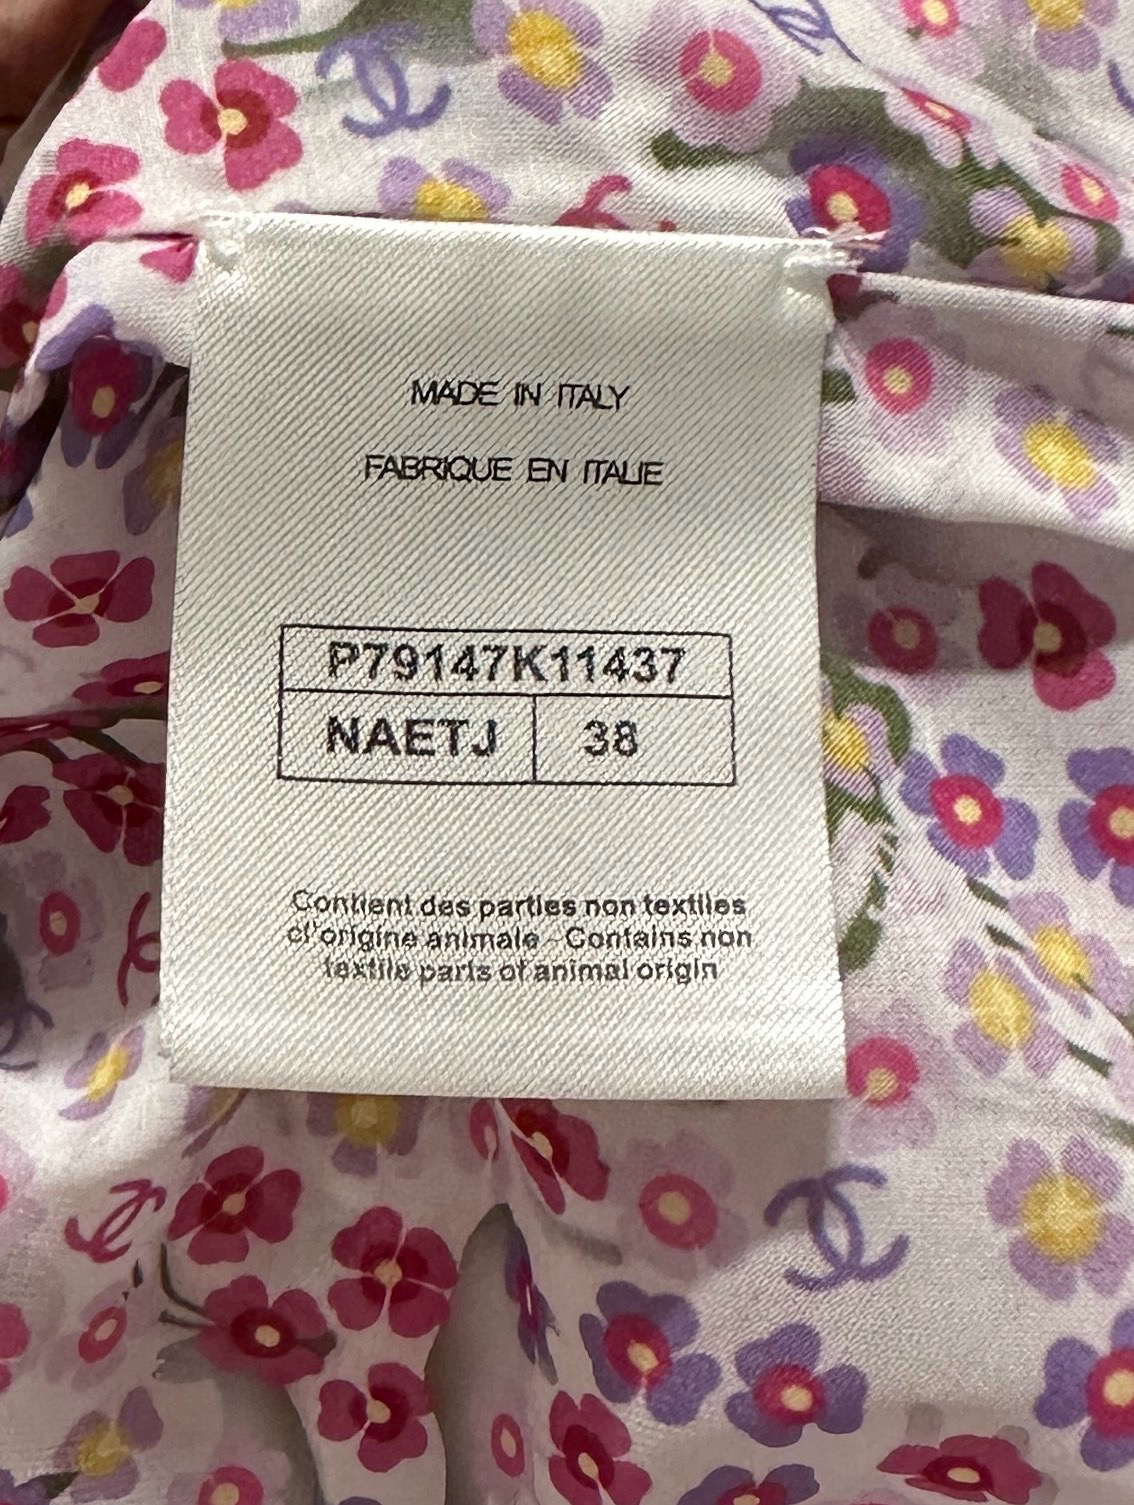 MADE IN ITALY
FABRIQUE EN ITALIE
P79147K11437
NAETJ 38
Contient des parties non textiles
d'origine animale - Contains non
textile parts of animal origin